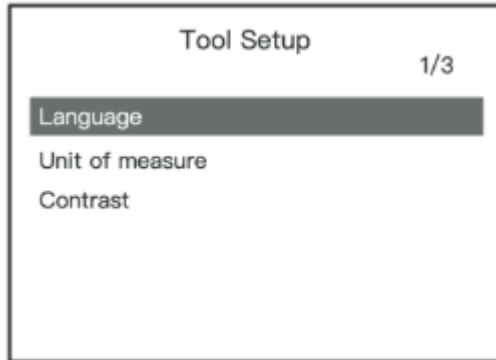 Tool Setup
1/3
Language
Unit of measure
Contrast